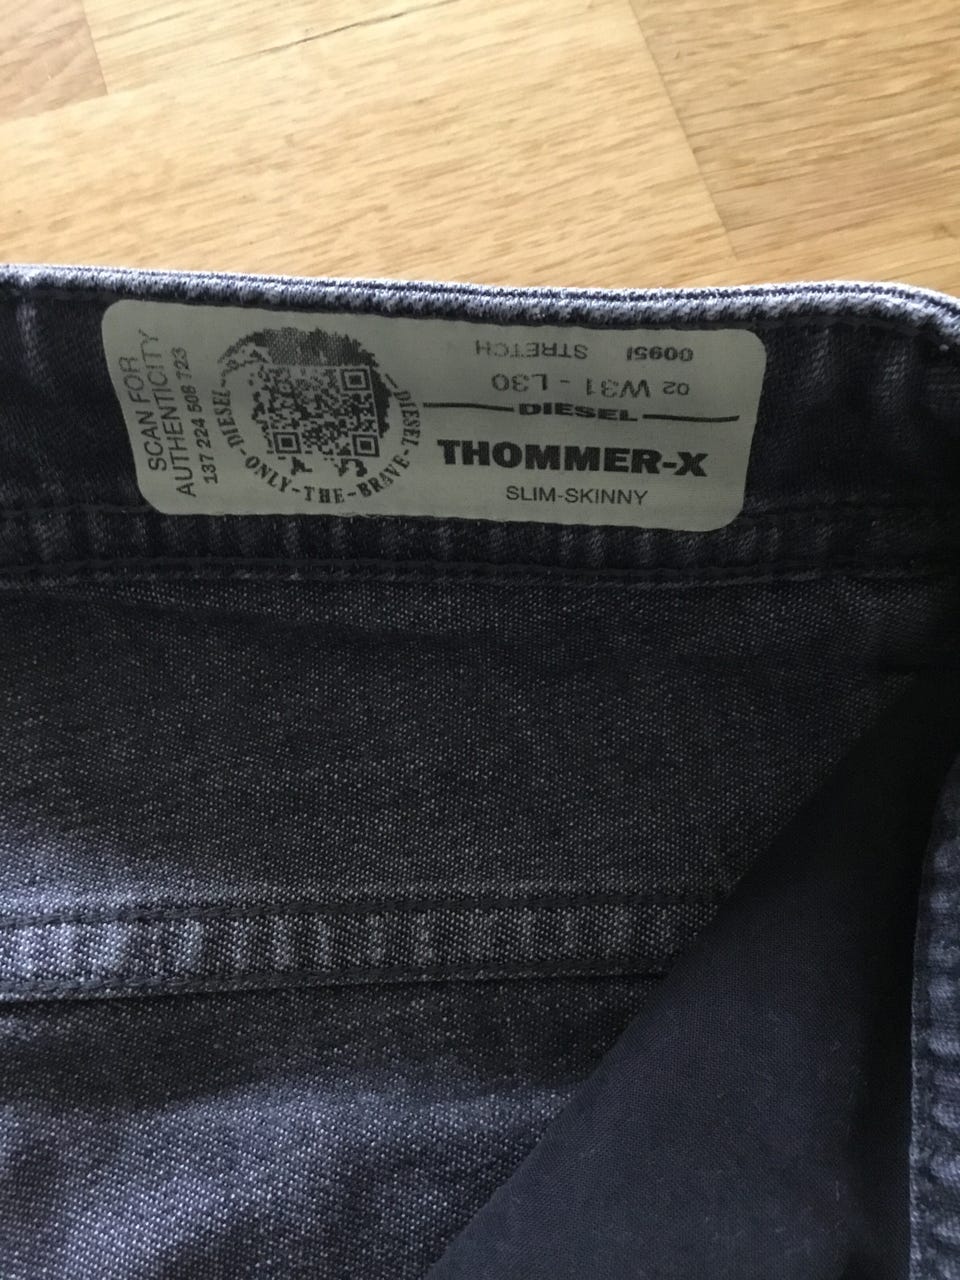 SCAN FOR
AUTHENTICITY
137 224 508 723
DIESEL
ONLY-THE-BRAVE
DIESEL
00951 STRETCH
02 W31 - L30
DIESEL
THOMMER-X
SLIM-SKINNY